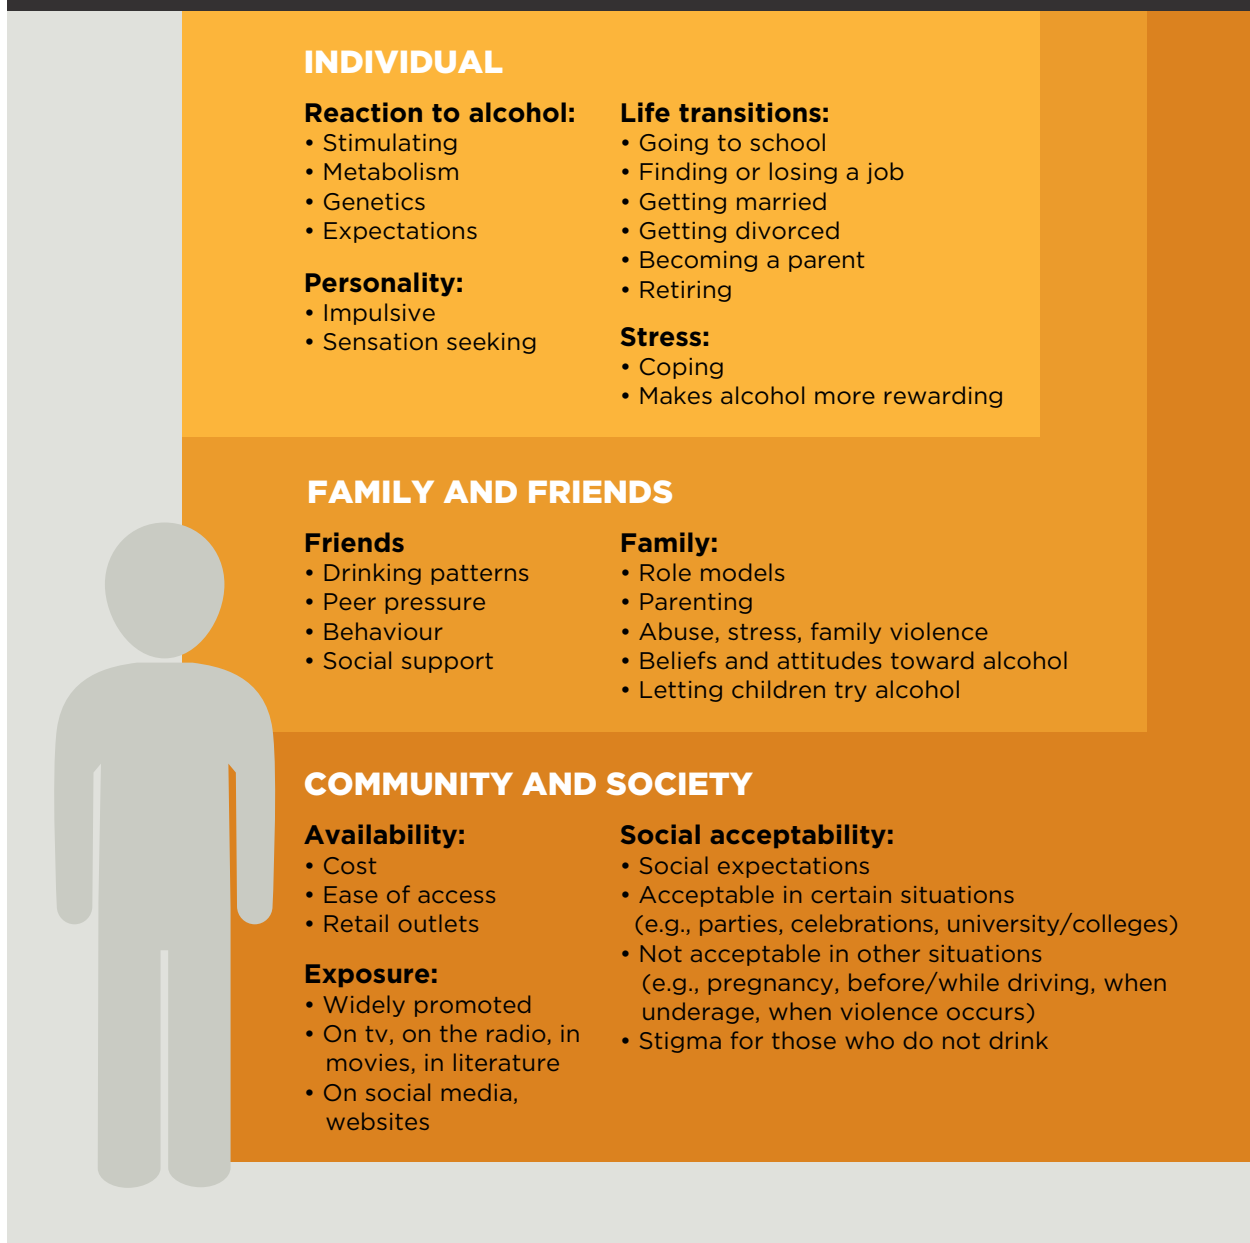 INDIVIDUAL
Reaction to alcohol:
• Stimulating
• Metabolism
• Genetics
• Expectations
Personality:
• Impulsive
• Sensation seeking
Life transitions:
• Going to school
• Finding or losing a job
• Getting married
• Getting divorced
• Becoming a parent
• Retiring
Stress:
• Coping
• Makes alcohol more rewarding
FAMILY AND FRIENDS
Friends
• Drinking patterns
• Peer pressure
• Behaviour
• Social support
Family:
• Role models
• Parenting
• Abuse, stress, family violence
• Beliefs and attitudes toward alcohol
• Letting children try alcohol
COMMUNITY AND SOCIETY
Availability:
• Cost
• Ease of access
• Retail outlets
Exposure:
• Widely promoted
• On tv, on the radio, in
movies, in literature
• On social media,
websites
Social acceptability:
• Social expectations
• Acceptable in certain situations
(e.g., parties, celebrations, university/colleges)
• Not acceptable in other situations
(e.g., pregnancy, before/while driving, when
underage, when violence occurs)
• Stigma for those who do not drink